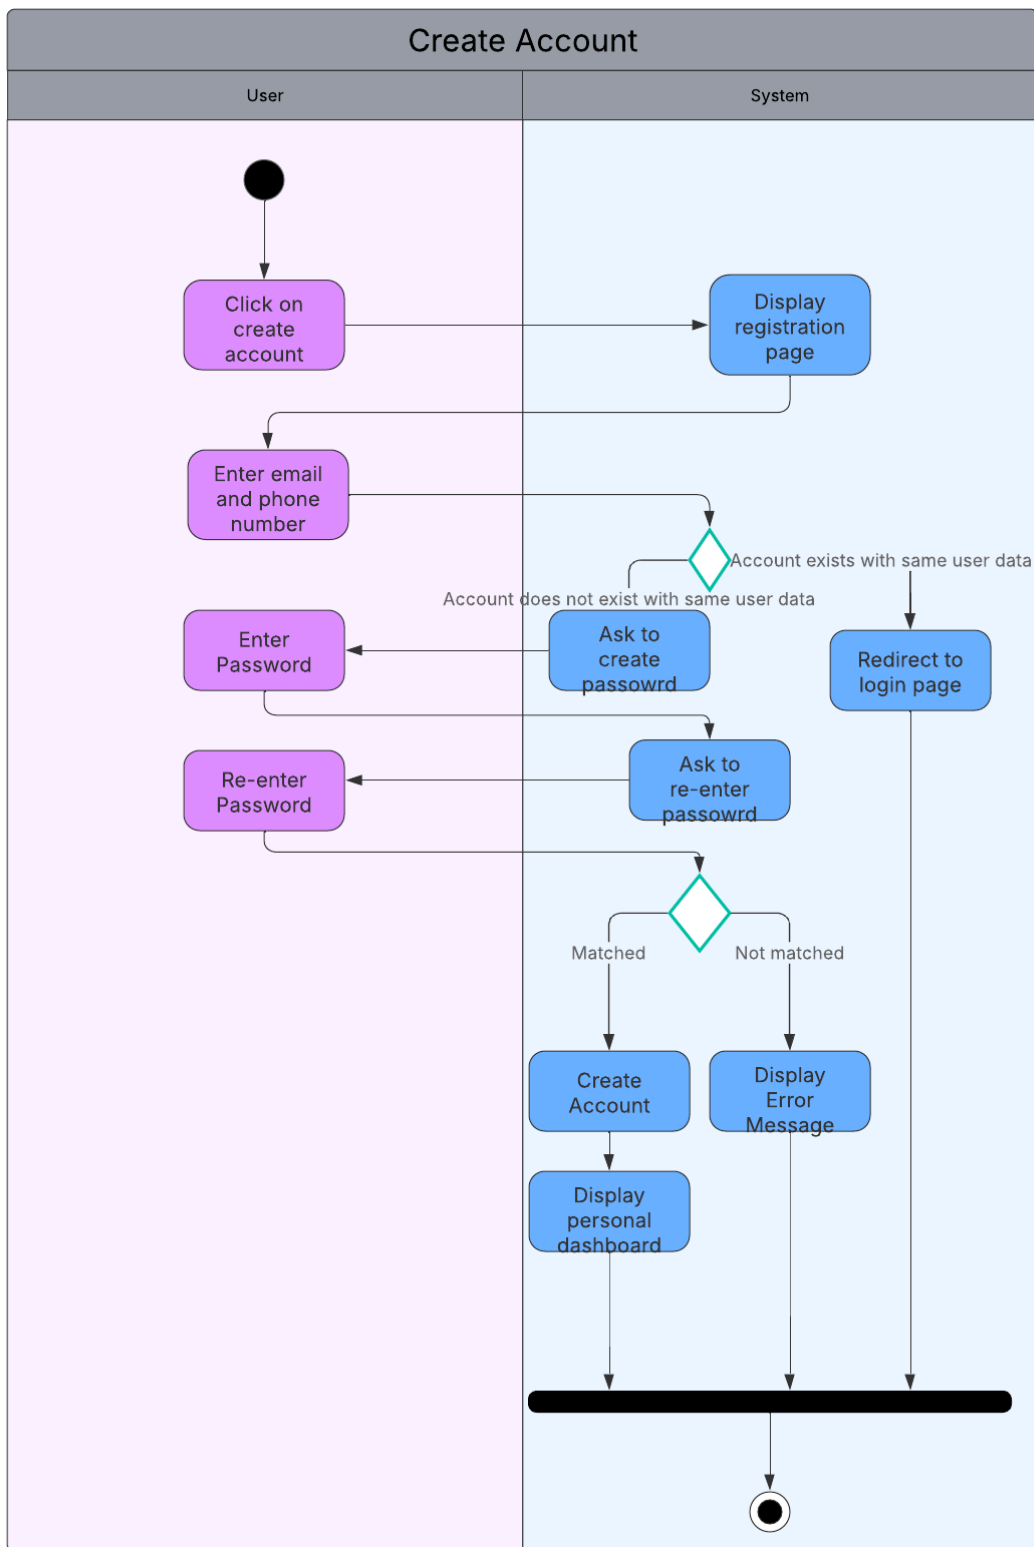 Create Account
User
System
Click on
create
account
Display
registration
page
Enter email
and phone
number
Account exists with same user data
Account does not exist with same user data
Enter
Password
Ask to
create
passowrd
Redirect to
login page
Re-enter
Password
Ask to
re-enter
passowrd
Matched
Not matched
Create
Account
Display
Error
Message
Display
personal
dashboard